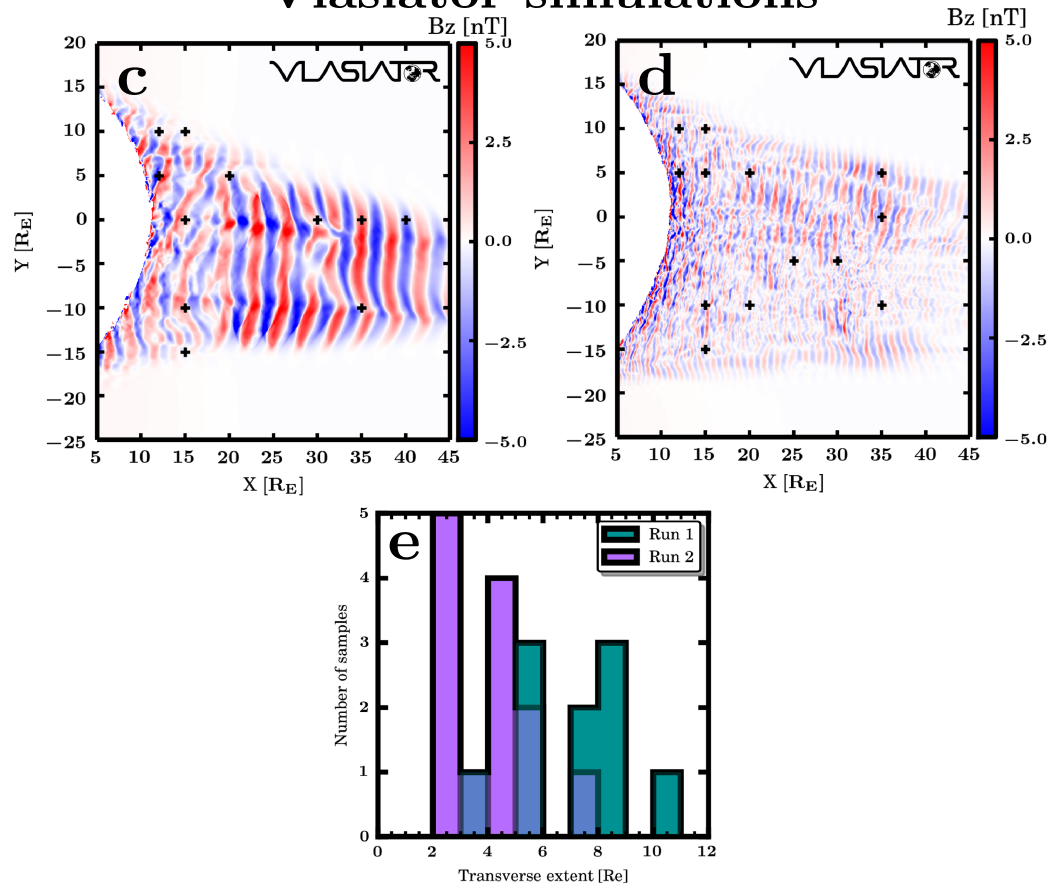 Vlasiator simulations
Bz [nT]
Bz [nT]
c
VLASIATOR
d
VLASIATOR
20
15
10
5
0
−5
−10
−15
−20
−25
Y [R_E]
5 10 15 20 25 30 35 40 45
X [R_E]
5.0
2.5
0.0
−2.5
−5.0
20
15
10
5
0
−5
−10
−15
−20
−25
Y [R_E]
5 10 15 20 25 30 35 40 45
X [R_E]
5.0
2.5
0.0
−2.5
−5.0
e
Run 1
Run 2
5
4
3
2
1
0
Number of samples
0 2 4 6 8 10 12
Transverse extent [Re]